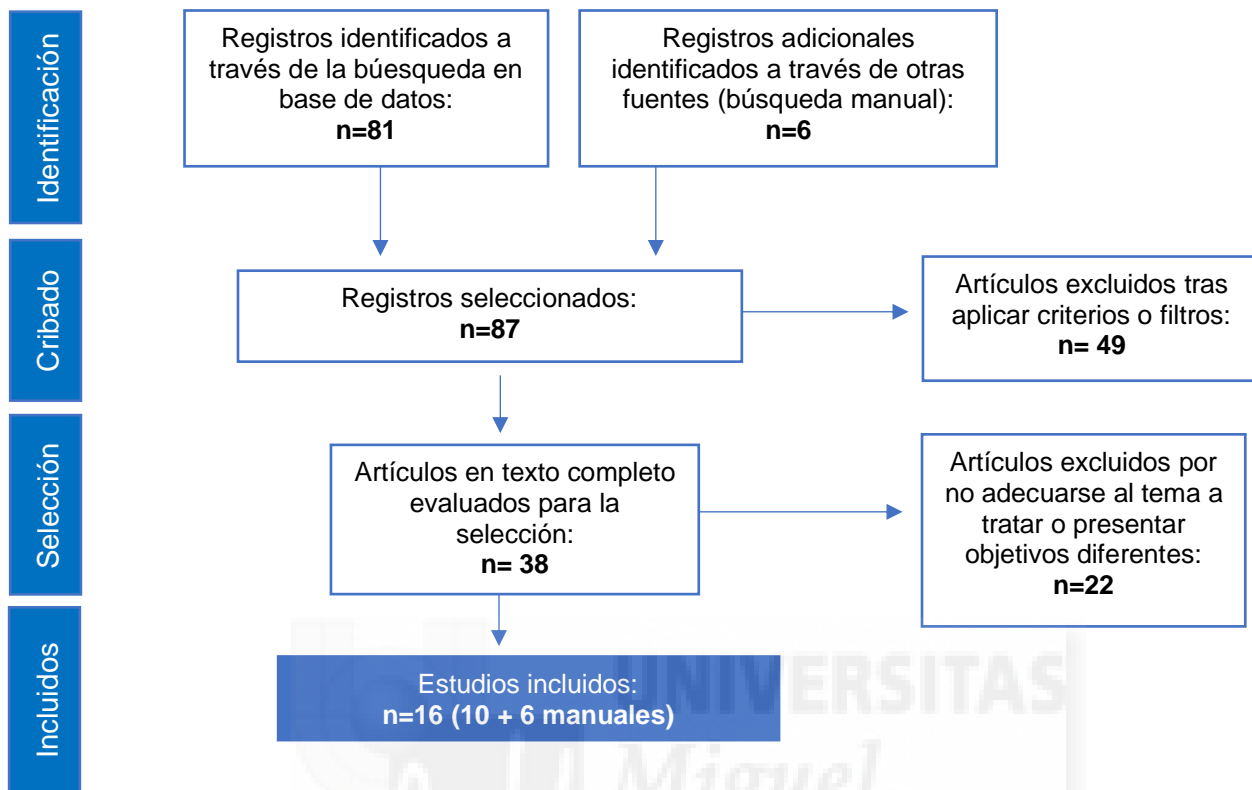 Identificación
Registros identificados a
través de la búesqueda en
base de datos:
n=81
Registros adicionales
identificados a través de otras
fuentes (búsqueda manual):
n=6
Cribado
Registros seleccionados:
n=87
Artículos excluidos tras
aplicar criterios o filtros:
n= 49
Selección
Artículos en texto completo
evaluados para la
selección:
n= 38
Artículos excluidos por
no adecuarse al tema a
tratar o presentar
objetivos diferentes:
n=22
Incluidos
Estudios incluidos:
n=16 (10 + 6 manuales)
UNIVERSITAS
Miguel